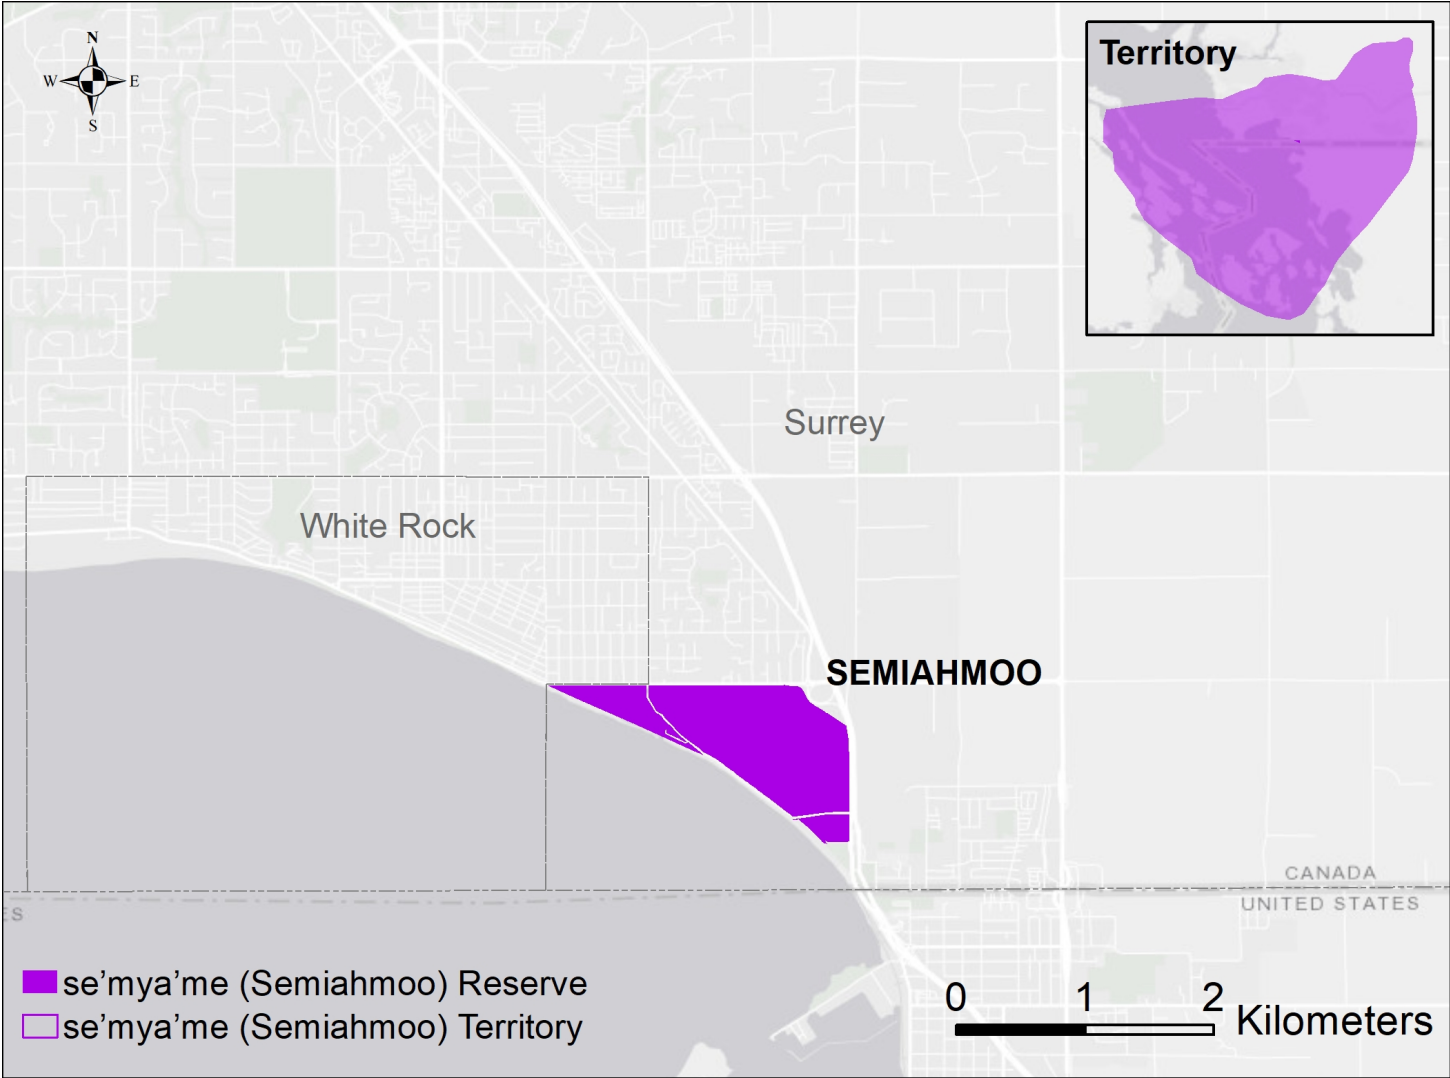 N
W E
S
Territory
Surrey
White Rock
SEMIAHMOO
CANADA
UNITED STATES
ES
se’mya’me (Semiahmoo) Reserve
se’mya’me (Semiahmoo) Territory
0 1 2
Kilometers